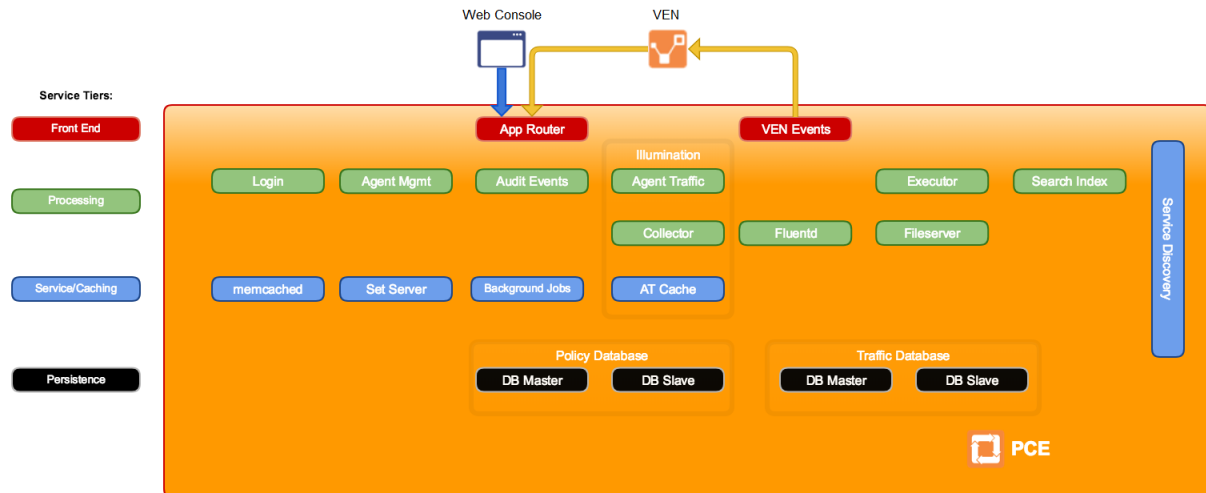 Web Console
VEN
Service Tiers:
Front End
App Router
VEN Events
Illumination
Login
Agent Mgmt
Audit Events
Agent Traffic
Executor
Search Index
Processing
Collector
Fluentd
Fileserver
Service Discovery
Service/Caching
memcached
Set Server
Background Jobs
AT Cache
Policy Database
Traffic Database
Persistence
DB Master
DB Slave
DB Master
DB Slave
PCE